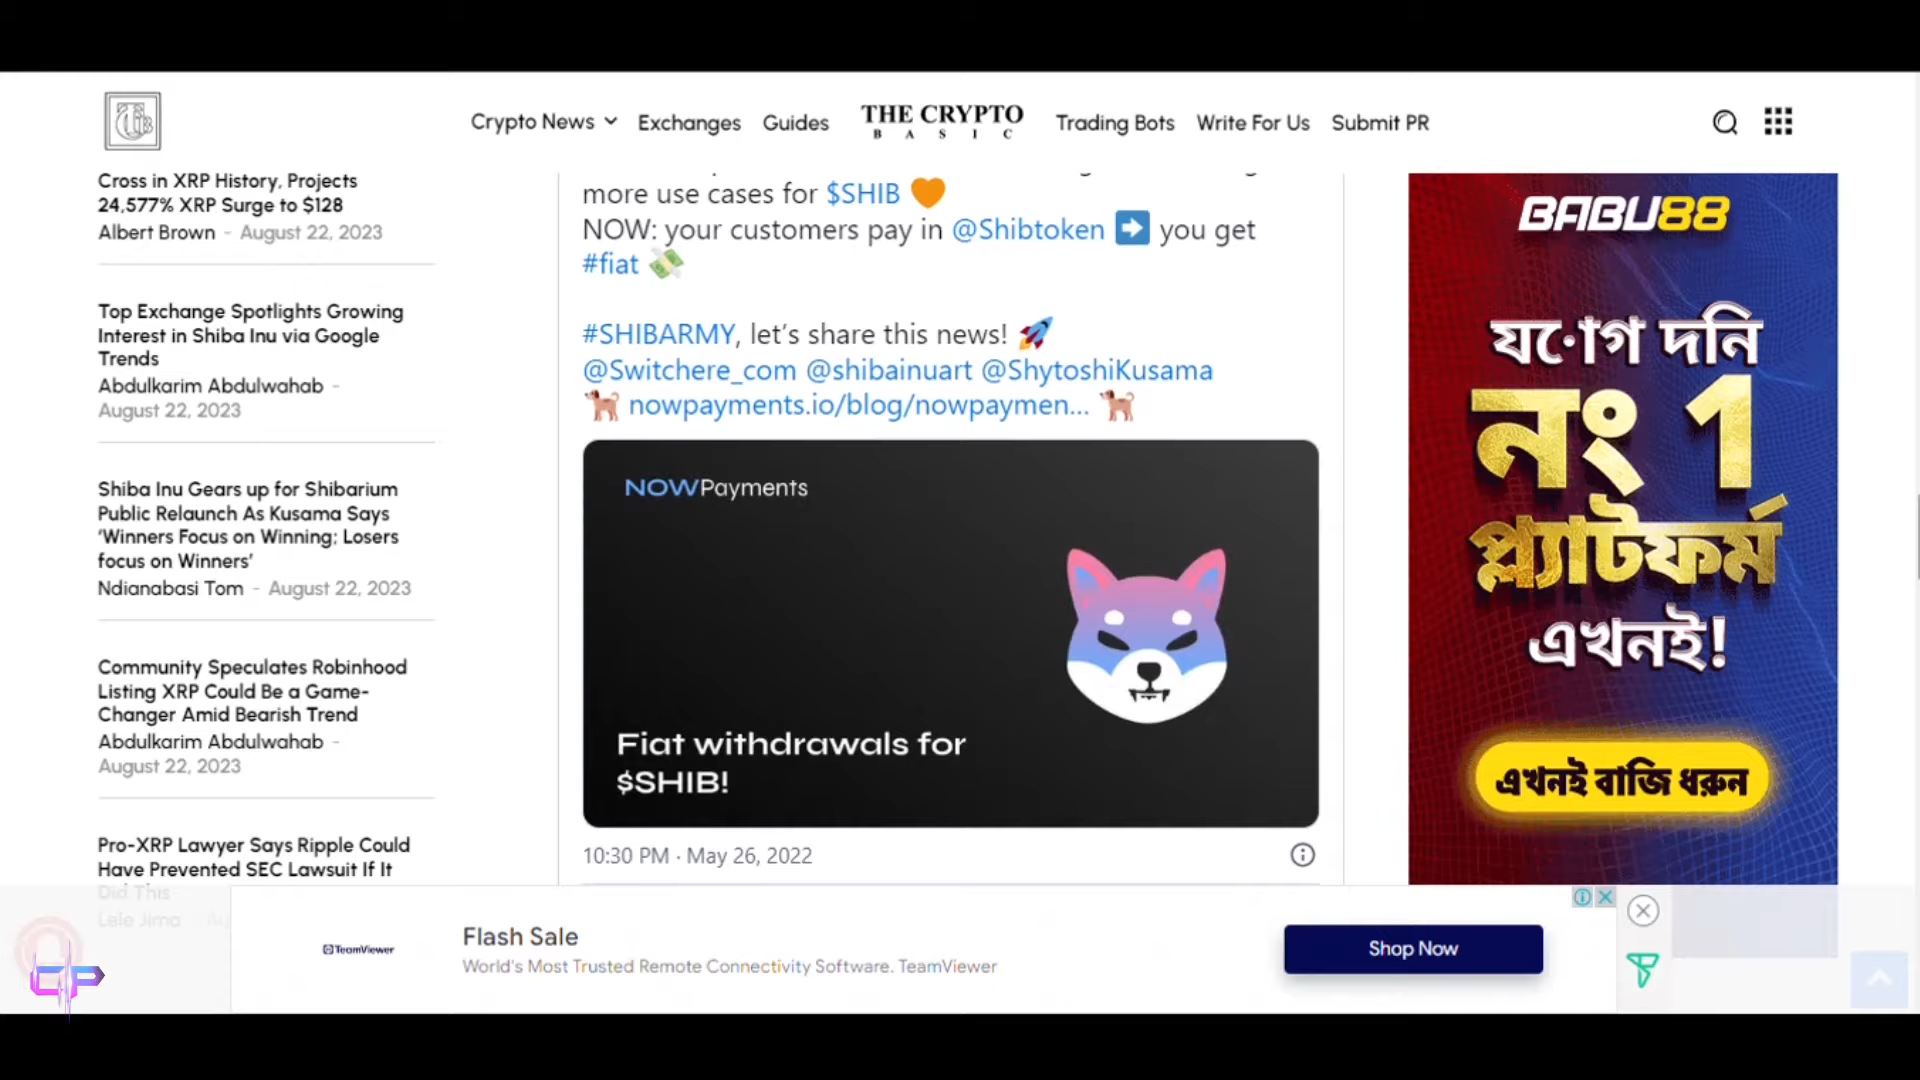 Crypto News
Exchanges
Guides
THE CRYPTO
BASIC
Trading Bots
Write For Us
Submit PR
Cross in XRP History, Projects
24,577% XRP Surge to $128
Albert Brown - August 22, 2023
Top Exchange Spotlights Growing
Interest in Shiba Inu via Google
Trends
Abdulkarim Abdulwahab -
August 22, 2023
Shiba Inu Gears up for Shibarium
Public Relaunch As Kusama Says
‘Winners Focus on Winning; Losers
focus on Winners’
Ndianabasi Tom - August 22, 2023
Community Speculates Robinhood
Listing XRP Could Be a Game-
Changer Amid Bearish Trend
Abdulkarim Abdulwahab -
August 22, 2023
Pro-XRP Lawyer Says Ripple Could
Have Prevented SEC Lawsuit If It
Did This
Lele Jima
more use cases for $SHIB 🧡
NOW: your customers pay in @Shibtoken ➡️ you get
#fiat 💸
#SHIBARMY, let’s share this news! 🚀
@Switchere_com @shibainuart @ShytoshiKusama
🐕 nowpayments.io/blog/nowpaymen... 🐕
NOWPayments
Fiat withdrawals for
$SHIB!
10:30 PM · May 26, 2022
BABU88
যোগ দিন
নং 1
প্ল্যাটফর্ম
এখনই!
এখনই বাজি ধরুন
TeamViewer
Flash Sale
World's Most Trusted Remote Connectivity Software. TeamViewer
Shop Now
CP